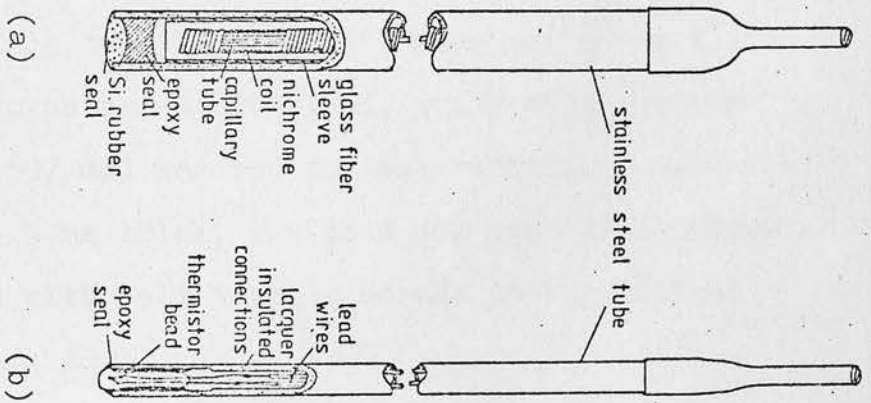 stainless steel tube
glass fiber
sleeve
nichrome
coil
capillary
tube
epoxy
seal
Si rubber
seal
(a)
lead
wires
lacquer
insulated
connections
thermistor
bead
epoxy
seal
(b)